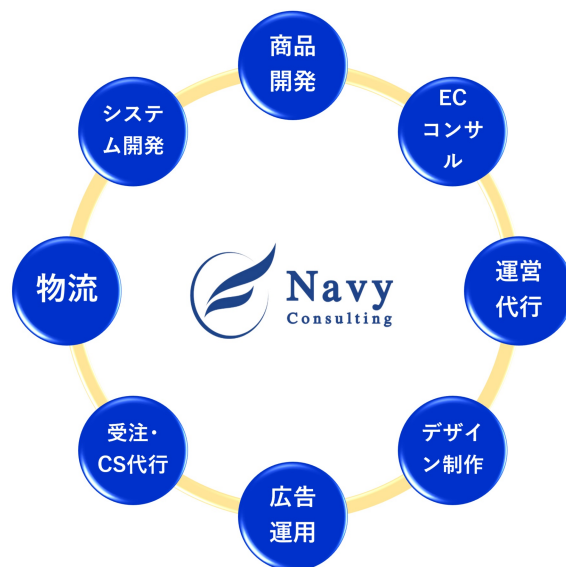 商品
開発
EC
コンサ
ル
運営
代行
デザイ
ン制作
広告
運用
受注・
CS代行
物流
システ
ム開発
Navy
Consulting